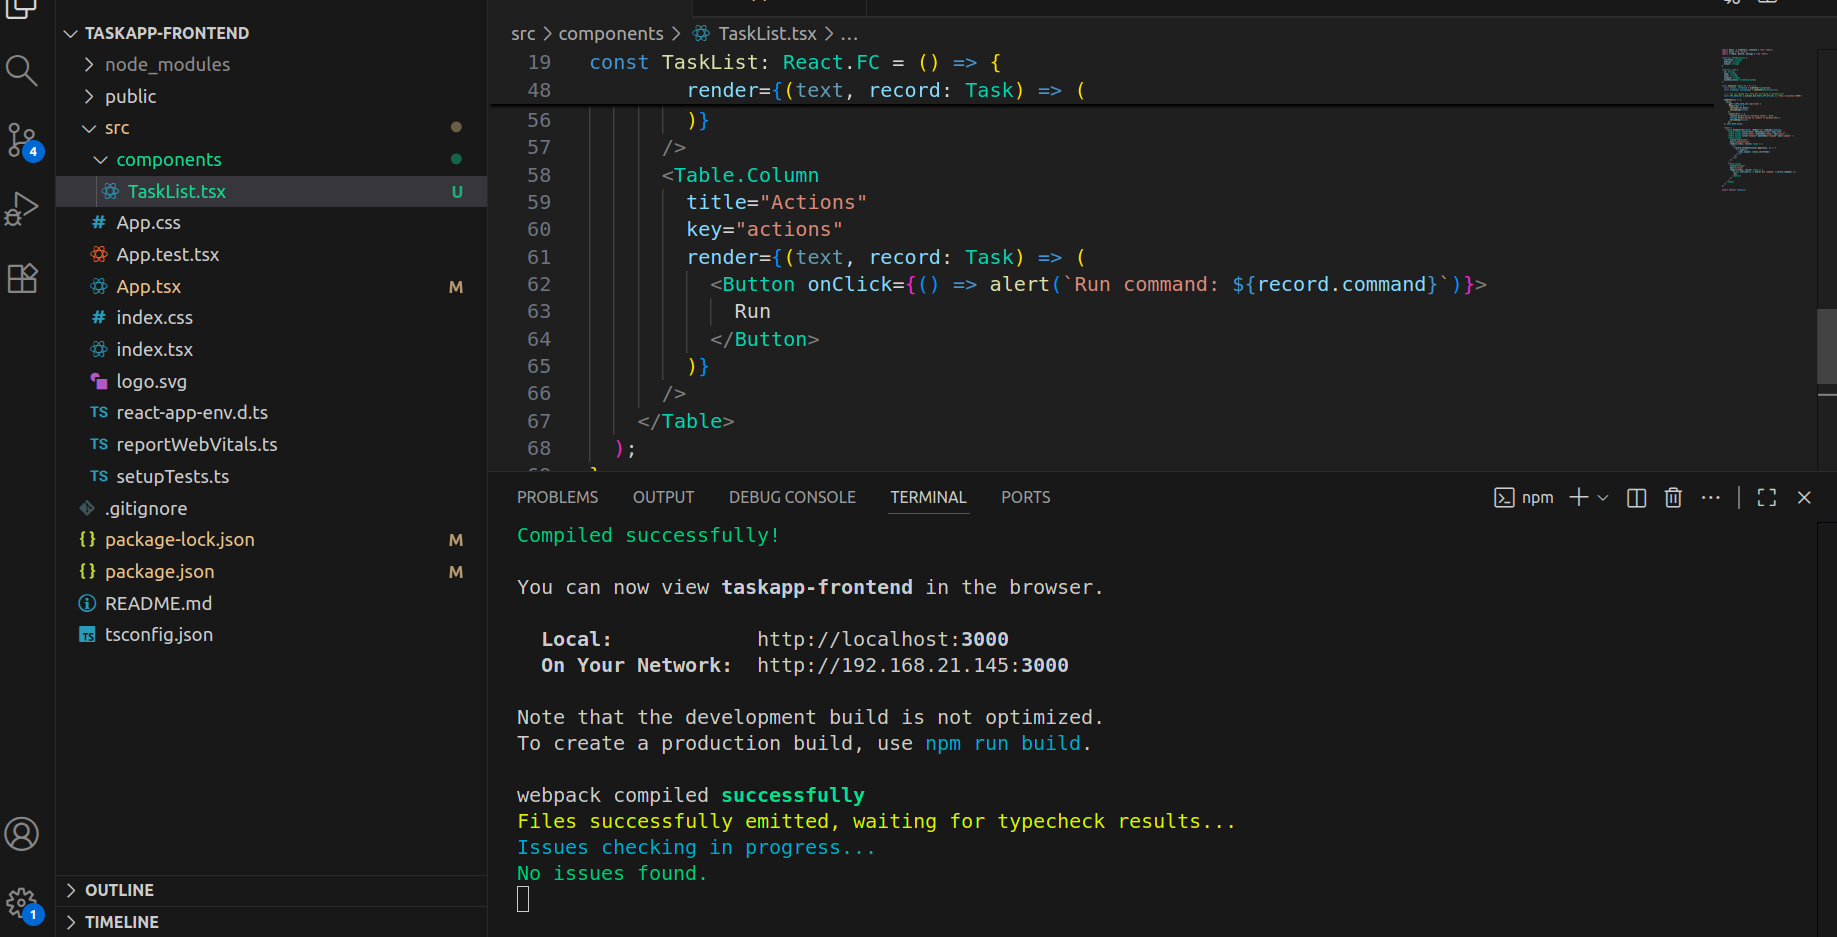 TASKAPP-FRONTEND
node_modules
public
src
components
TaskList.tsx U
App.css
App.test.tsx
App.tsx M
index.css
index.tsx
logo.svg
TS react-app-env.d.ts
TS reportWebVitals.ts
TS setupTests.ts
.gitignore
{} package-lock.json M
{} package.json M
README.md
TS tsconfig.json
OUTLINE
TIMELINE
4
1
src > components > TaskList.tsx > ...
19 const TaskList: React.FC = () => {
48 render={(text, record: Task) => (
56 )}
57 />
58 <Table.Column
59 title="Actions"
60 key="actions"
61 render={(text, record: Task) => (
62 <Button onClick={() => alert(`Run command: ${record.command}`)}>
63 Run
64 </Button>
65 )}
66 />
67 </Table>
68 );
PROBLEMS OUTPUT DEBUG CONSOLE TERMINAL PORTS npm
Compiled successfully!
You can now view taskapp-frontend in the browser.
Local: http://localhost:3000
On Your Network: http://192.168.21.145:3000
Note that the development build is not optimized.
To create a production build, use npm run build.
webpack compiled successfully
Files successfully emitted, waiting for typecheck results...
Issues checking in progress...
No issues found.